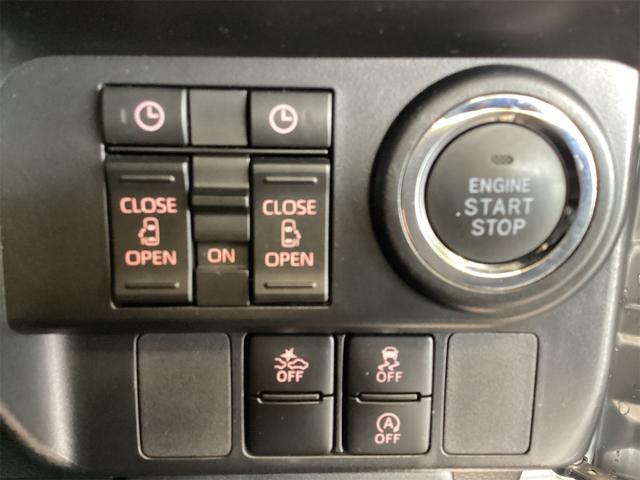 CLOSE
OPEN
ON
CLOSE
OPEN
ENGINE
START
STOP
OFF
OFF
A
OFF